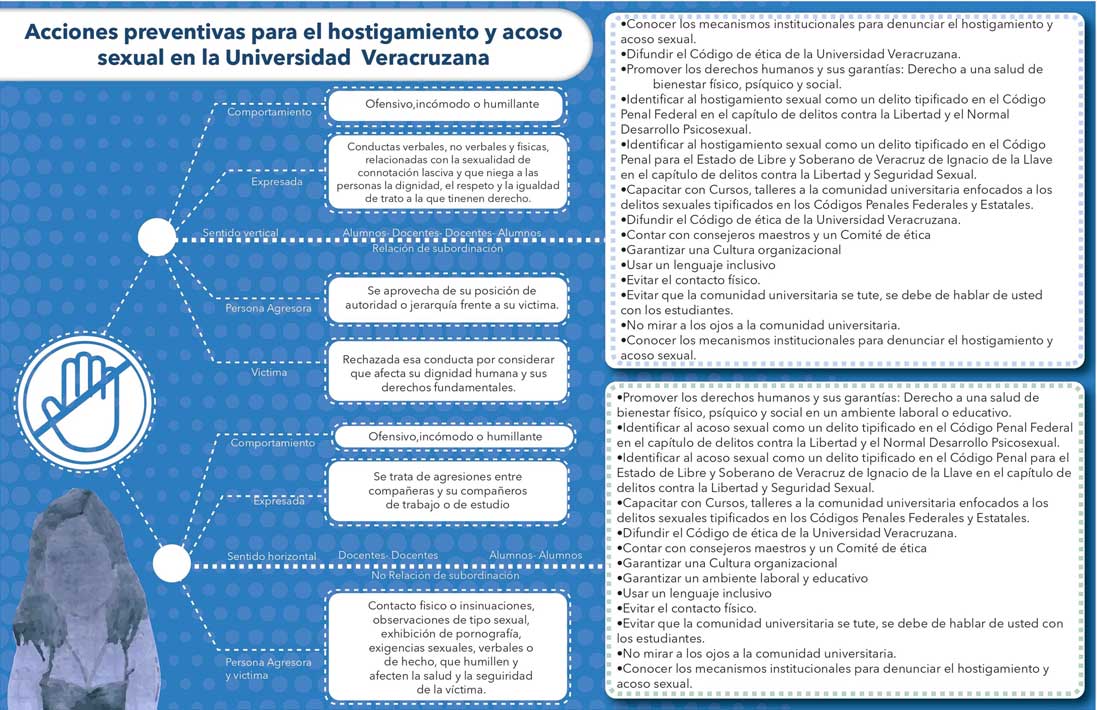 Acciones preventivas para el hostigamiento y acoso
sexual en la Universidad Veracruzana
Comportamiento
Ofensivo,incómodo o humillante
Expresada
Conductas verbales, no verbales y fisicas,
relacionadas con la sexualidad de
connotación lasciva y que niega a las
personas la dignidad, el respeto y la igualdad
de trato a la que tinenen derecho.
Sentido vertical
Alumnos- Docentes- Docentes- Alumnos
Relación de subordinación
Persona Agresora
Se aprovecha de su posición de
autoridad o jerarquía frente a su victima.
Victima
Rechazada esa conducta por considerar
que afecta su dignidad humana y sus
derechos fundamentales.
Comportamiento
Ofensivo,incómodo o humillante
Expresada
Se trata de agresiones entre
compañeras y su compañeros
de trabajo o de estudio
Sentido horizontal
Docentes- Docentes
Alumnos- Alumnos
No Relación de subordinación
Persona Agresora
y victima
Contacto fisico o insinuaciones,
observaciones de tipo sexual,
exhibición de pornografía,
exigencias sexuales, verbales o
de hecho, que humillen y
afecten la salud y la seguiridad
de la víctima.
•Conocer los mecanismos institucionales para denunciar el hostigamiento y
acoso sexual.
•Difundir el Código de ética de la Universidad Veracruzana.
•Promover los derechos humanos y sus garantías: Derecho a una salud de
bienestar físico, psíquico y social.
•Identificar al hostigamiento sexual como un delito tipificado en el Código
Penal Federal en el capítulo de delitos contra la Libertad y el Normal
Desarrollo Psicosexual.
•Identificar al hostigamiento sexual como un delito tipificado en el Código
Penal para el Estado de Libre y Soberano de Veracruz de Ignacio de la Llave
en el capítulo de delitos contra la Libertad y Seguridad Sexual.
•Capacitar con Cursos, talleres a la comunidad universitaria enfocados a los
delitos sexuales tipificados en los Códigos Penales Federales y Estatales.
•Difundir el Código de ética de la Universidad Veracruzana.
•Contar con consejeros maestros y un Comité de ética
•Garantizar una Cultura organizacional
•Usar un lenguaje inclusivo
•Evitar el contacto físico.
•Evitar que la comunidad universitaria se tute, se debe de hablar de usted
con los estudiantes.
•No mirar a los ojos a la comunidad universitaria.
•Conocer los mecanismos institucionales para denunciar el hostigamiento y
acoso sexual.
•Promover los derechos humanos y sus garantías: Derecho a una salud de
bienestar físico, psíquico y social en un ambiente laboral o educativo.
•Identificar al acoso sexual como un delito tipificado en el Código Penal Federal
en el capítulo de delitos contra la Libertad y el Normal Desarrollo Psicosexual.
•Identificar al acoso sexual como un delito tipificado en el Código Penal para el
Estado de Libre y Soberano de Veracruz de Ignacio de la Llave en el capítulo de
delitos contra la Libertad y Seguridad Sexual.
•Capacitar con Cursos, talleres a la comunidad universitaria enfocados a los
delitos sexuales tipificados en los Códigos Penales Federales y Estatales.
•Difundir el Código de ética de la Universidad Veracruzana.
•Contar con consejeros maestros y un Comité de ética
•Garantizar una Cultura organizacional
•Garantizar un ambiente laboral y educativo
•Usar un lenguaje inclusivo
•Evitar el contacto físico.
•Evitar que la comunidad universitaria se tute, se debe de hablar de usted con
los estudiantes.
•No mirar a los ojos a la comunidad universitaria.
•Conocer los mecanismos institucionales para denunciar el hostigamiento y
acoso sexual.